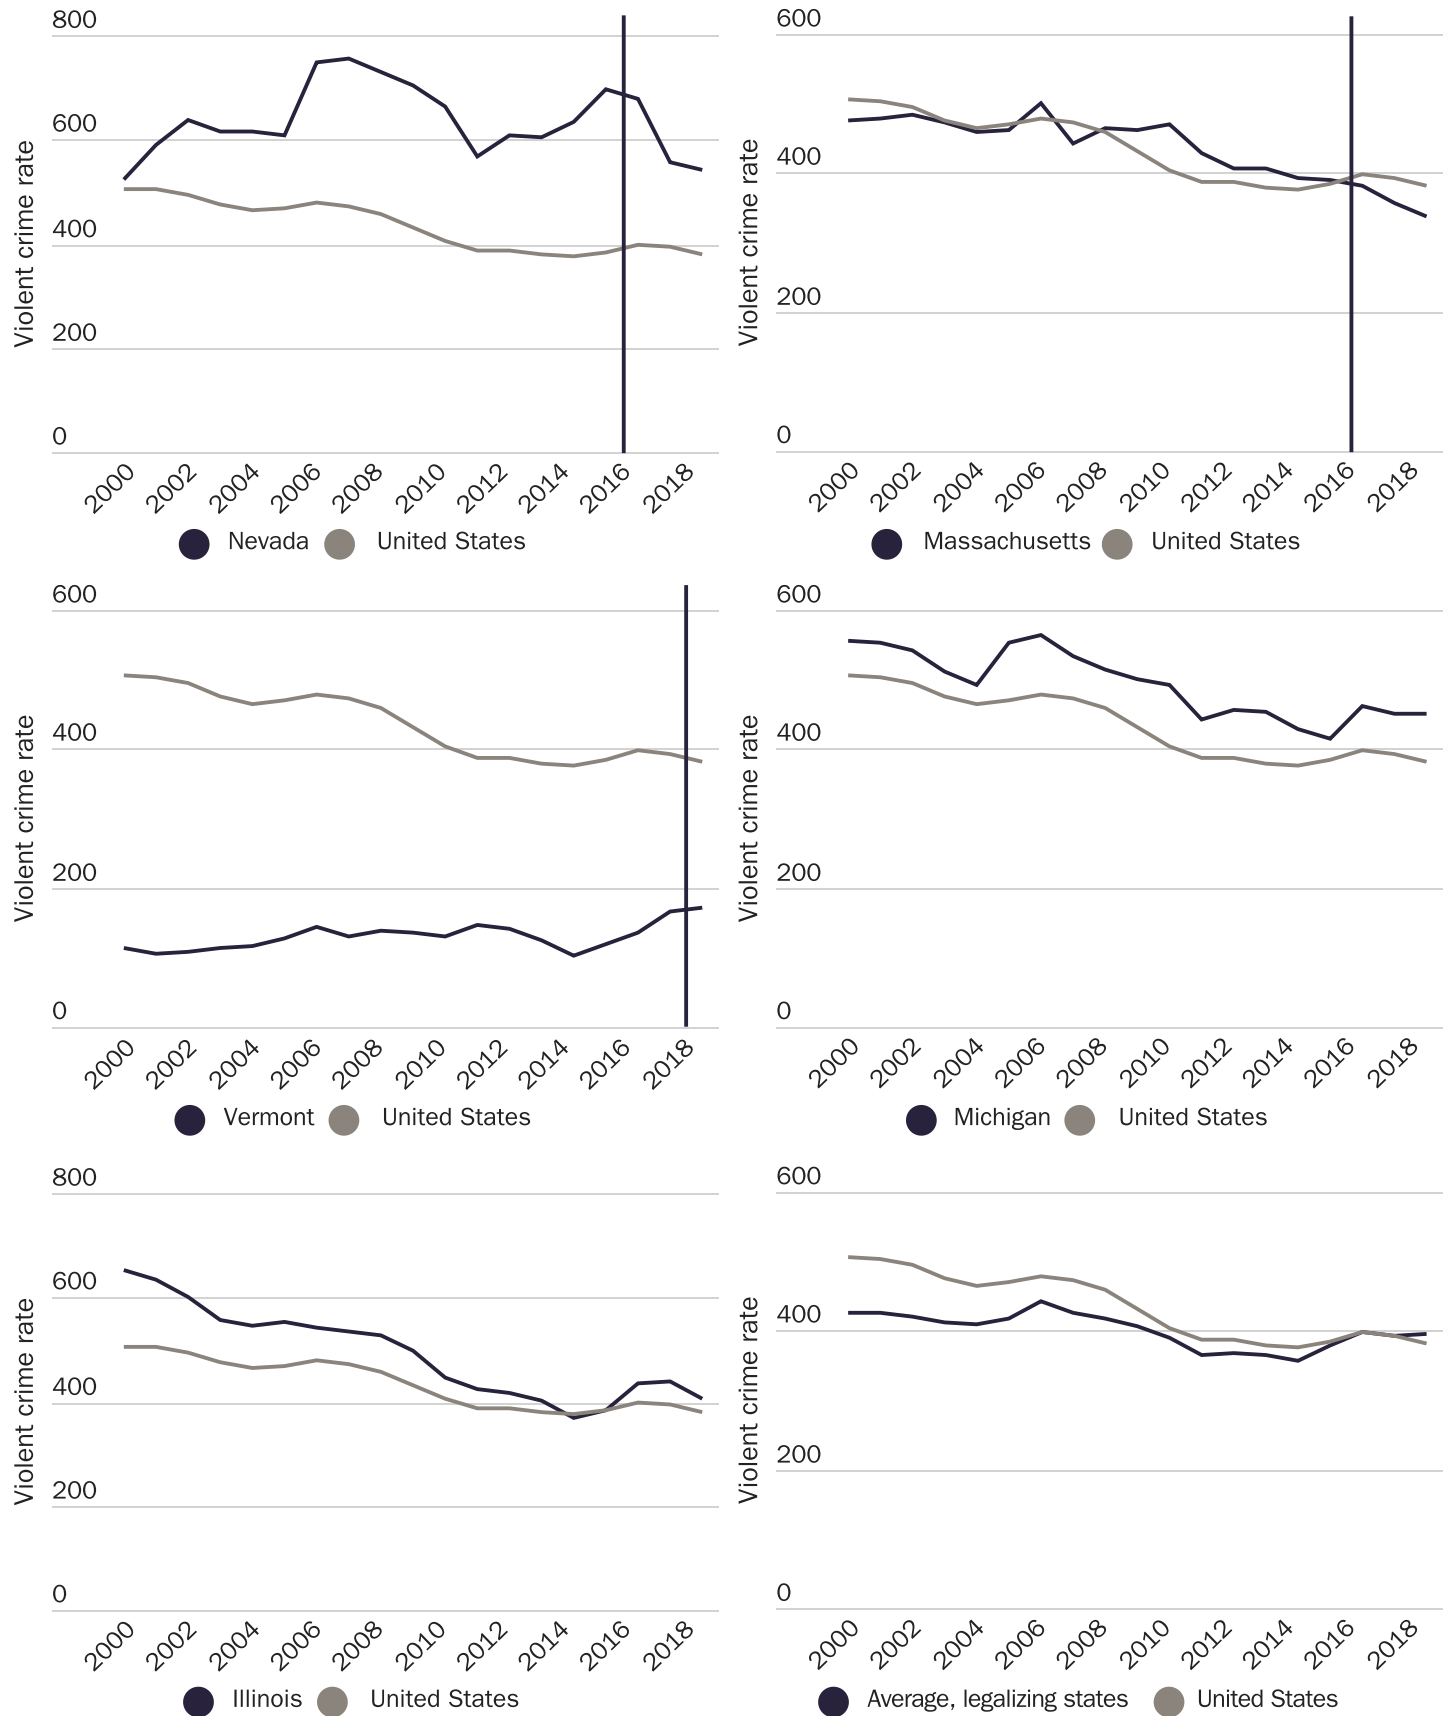 800
600
400
200
0
Violent crime rate
2000 2002 2004 2006 2008 2010 2012 2014 2016 2018
Nevada United States
600
400
200
0
Violent crime rate
2000 2002 2004 2006 2008 2010 2012 2014 2016 2018
Massachusetts United States
600
400
200
0
Violent crime rate
2000 2002 2004 2006 2008 2010 2012 2014 2016 2018
Vermont United States
600
400
200
0
Violent crime rate
2000 2002 2004 2006 2008 2010 2012 2014 2016 2018
Michigan United States
800
600
400
200
0
Violent crime rate
2000 2002 2004 2006 2008 2010 2012 2014 2016 2018
Illinois United States
600
400
200
0
Violent crime rate
2000 2002 2004 2006 2008 2010 2012 2014 2016 2018
Average, legalizing states United States